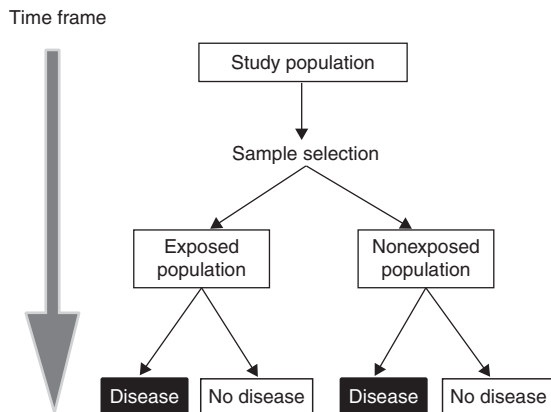 Time frame
Study population
Sample selection
Exposed
population
Nonexposed
population
Disease
No disease
Disease
No disease